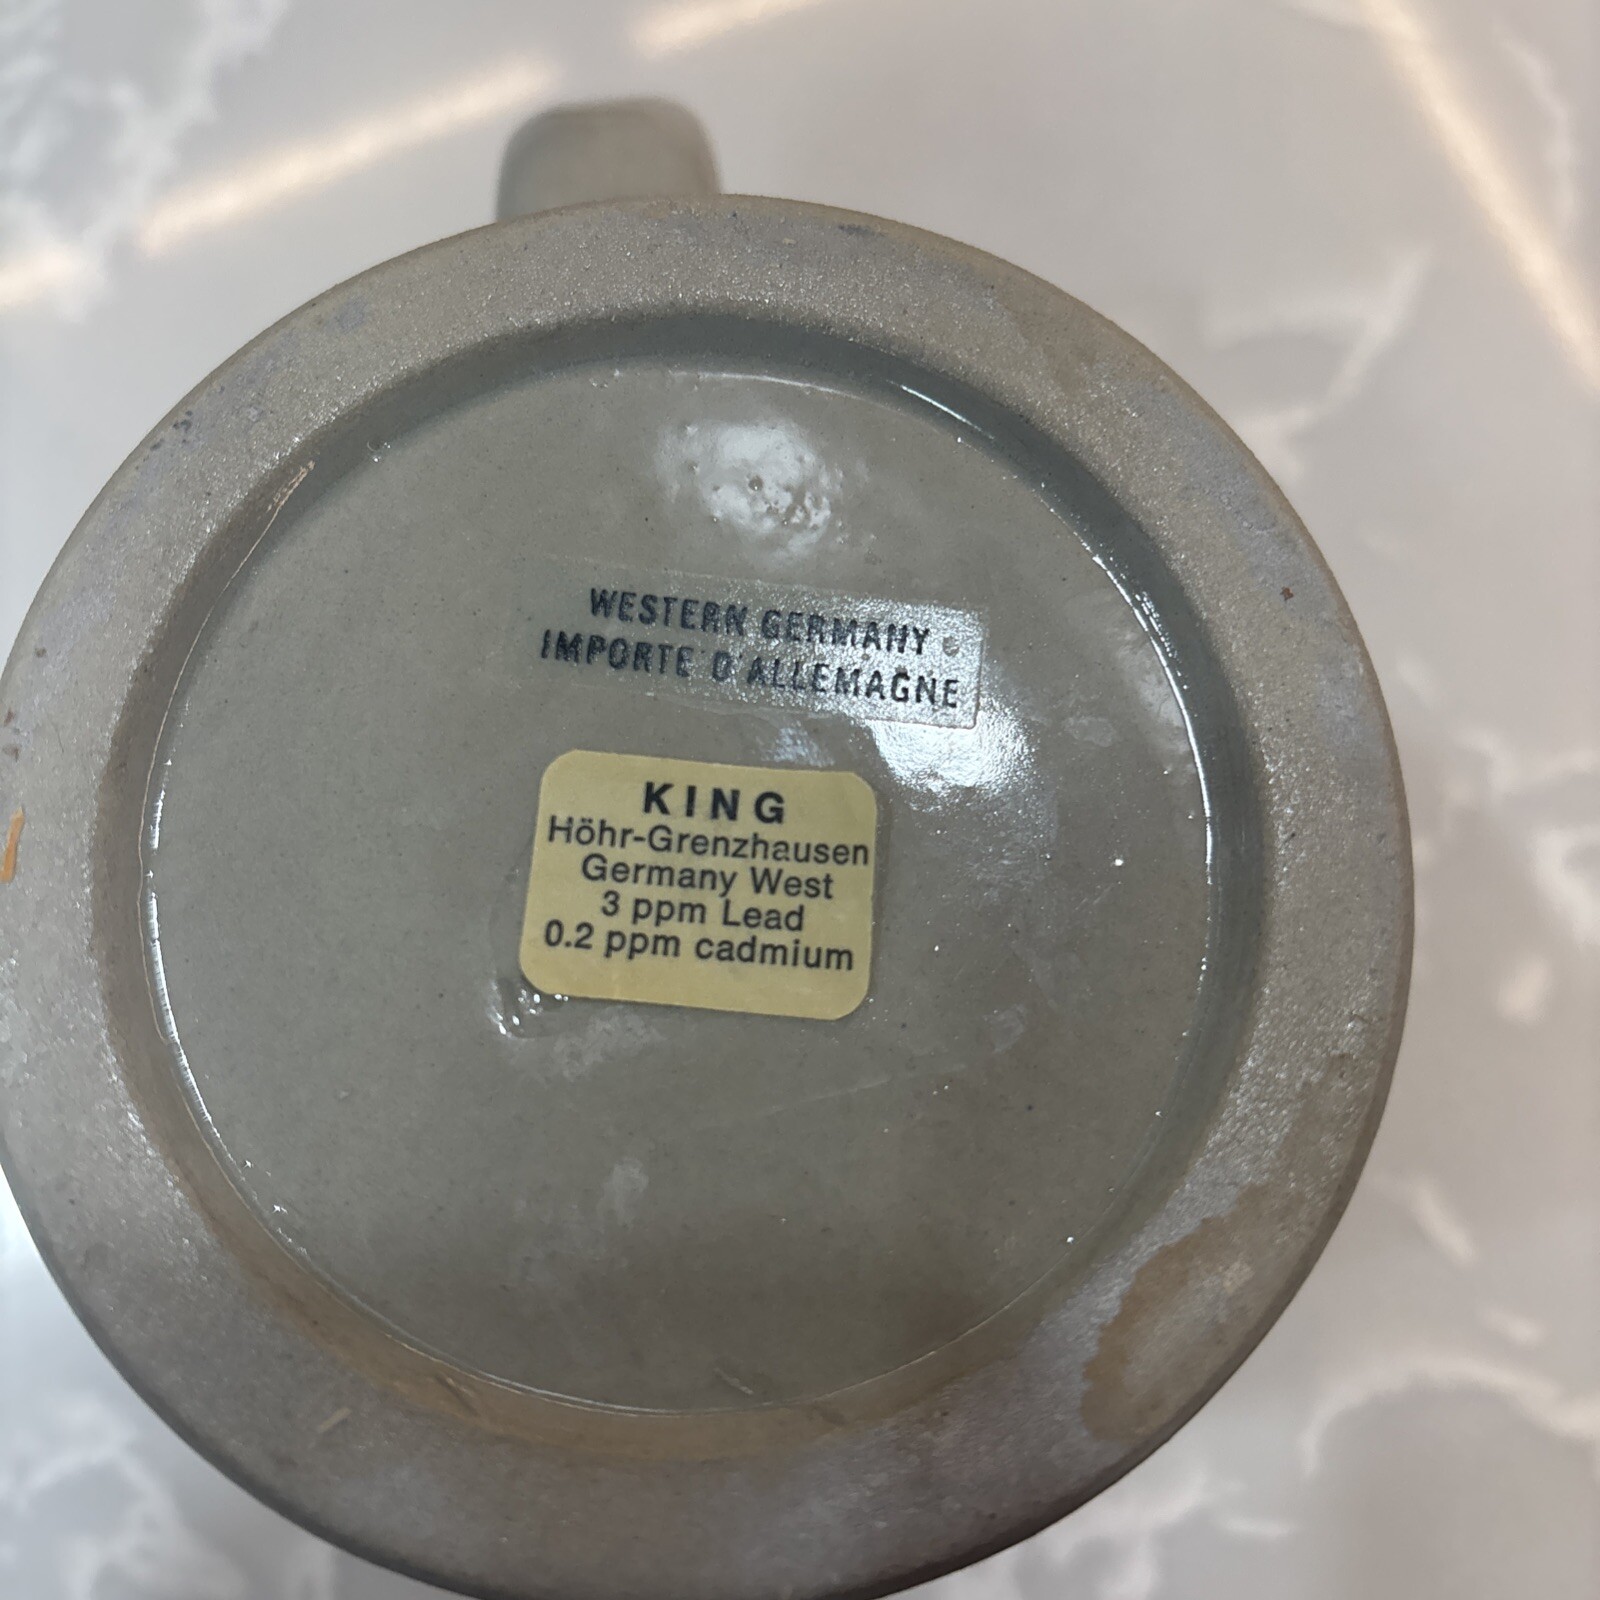 WESTERN GERMANY
IMPORTE D'ALLEMAGNE
KING
Höhr-Grenzhausen
Germany West
3 ppm Lead
0.2 ppm cadmium